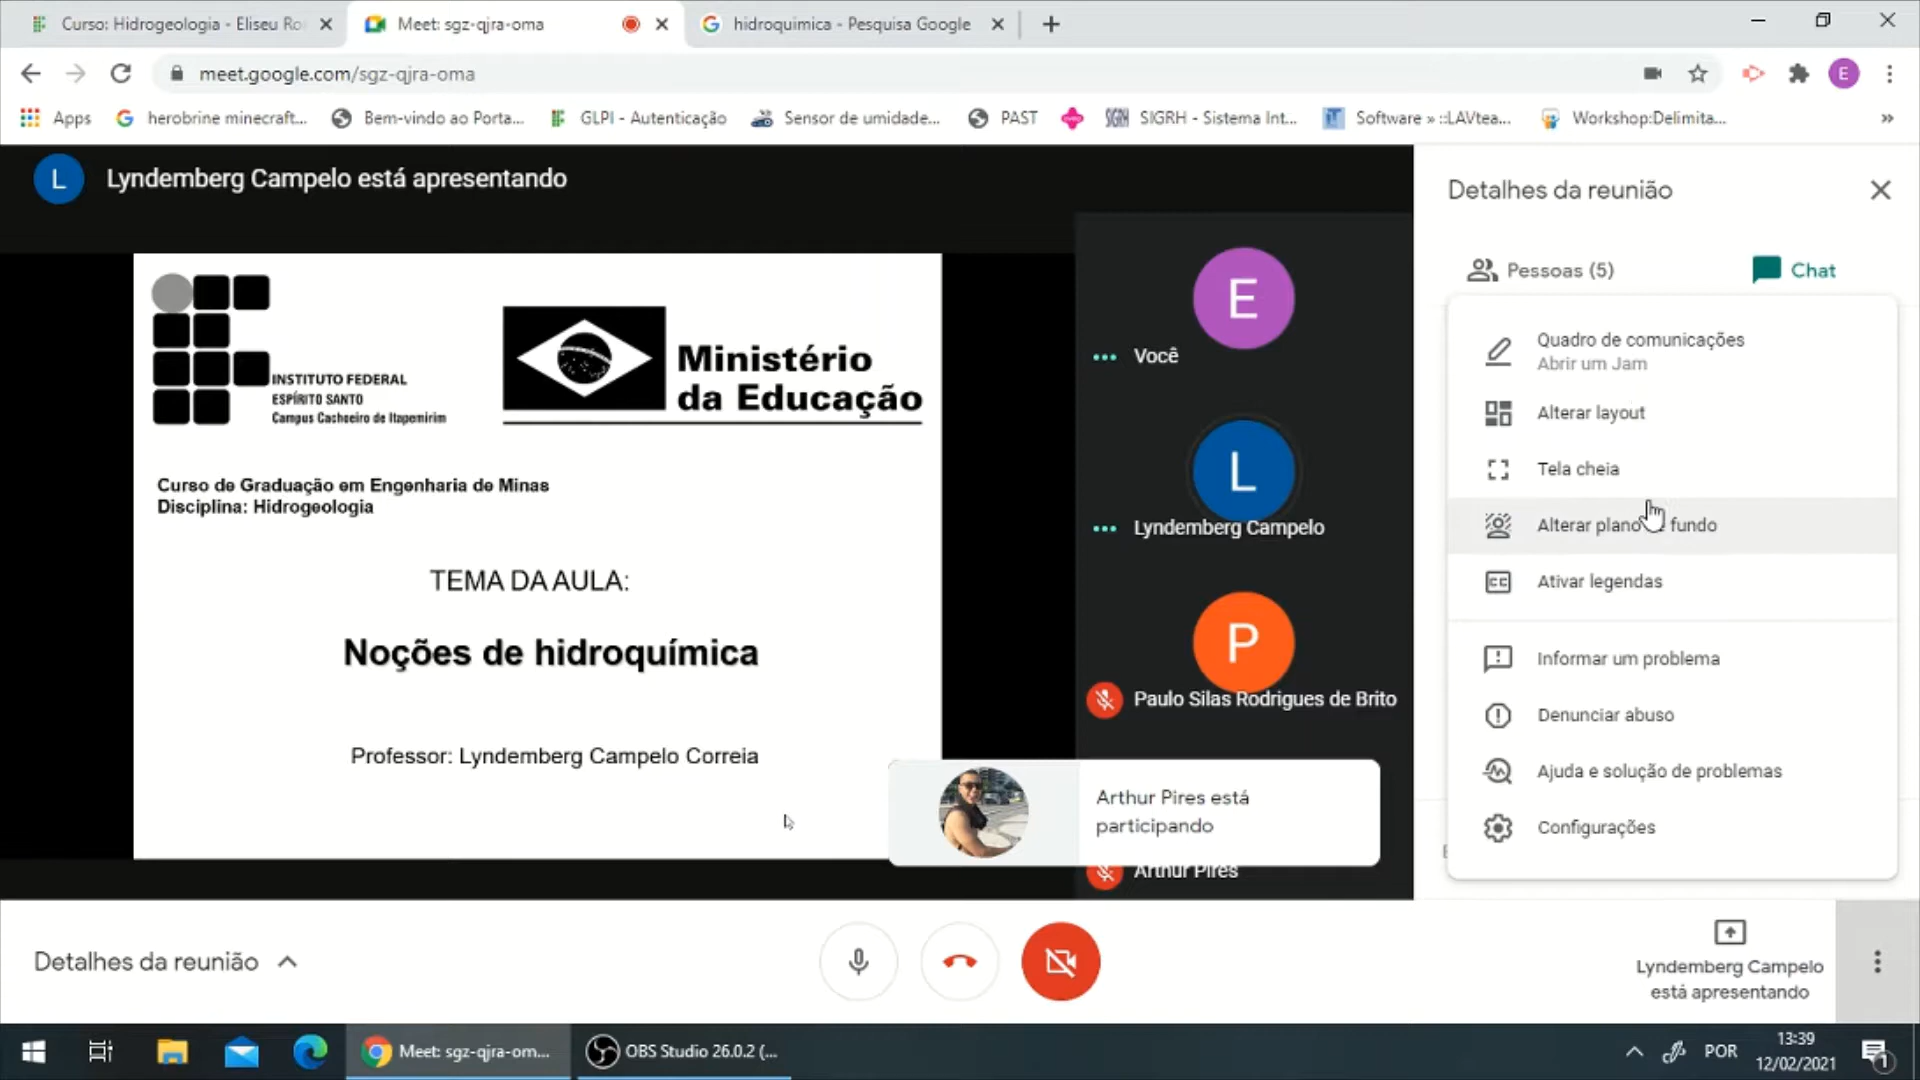 Curso: Hidrogeologia - Eliseu Ro
Meet: sgz-qjra-oma
hidroquimica - Pesquisa Google
meet.google.com/sgz-qjra-oma
E
Apps
herobrine minecraft...
Bem-vindo ao Porta...
GLPI - Autenticação
Sensor de umidade...
PAST
SIGRH - Sistema Int...
Software » ::LAVtea...
Workshop:Delimita...
L
Lyndemberg Campelo está apresentando
INSTITUTO FEDERAL
ESPÍRITO SANTO
Campus Cachoeiro de Itapemirim
Ministério
da Educação
Curso de Graduação em Engenharia de Minas
Disciplina: Hidrogeologia
TEMA DA AULA:
Noções de hidroquímica
Professor: Lyndemberg Campelo Correia
E
Você
L
Lyndemberg Campelo
P
Paulo Silas Rodrigues de Brito
Arthur Pires está
participando
Arthur Pires
Detalhes da reunião
Pessoas (5)
Chat
Quadro de comunicações
Abrir um Jam
Alterar layout
Tela cheia
Alterar plano fundo
Ativar legendas
Informar um problema
Denunciar abuso
Ajuda e solução de problemas
Configurações
Detalhes da reunião
Lyndemberg Campelo
está apresentando
Meet: sgz-qjra-om...
OBS Studio 26.0.2 (...
POR
13:39
12/02/2021
1